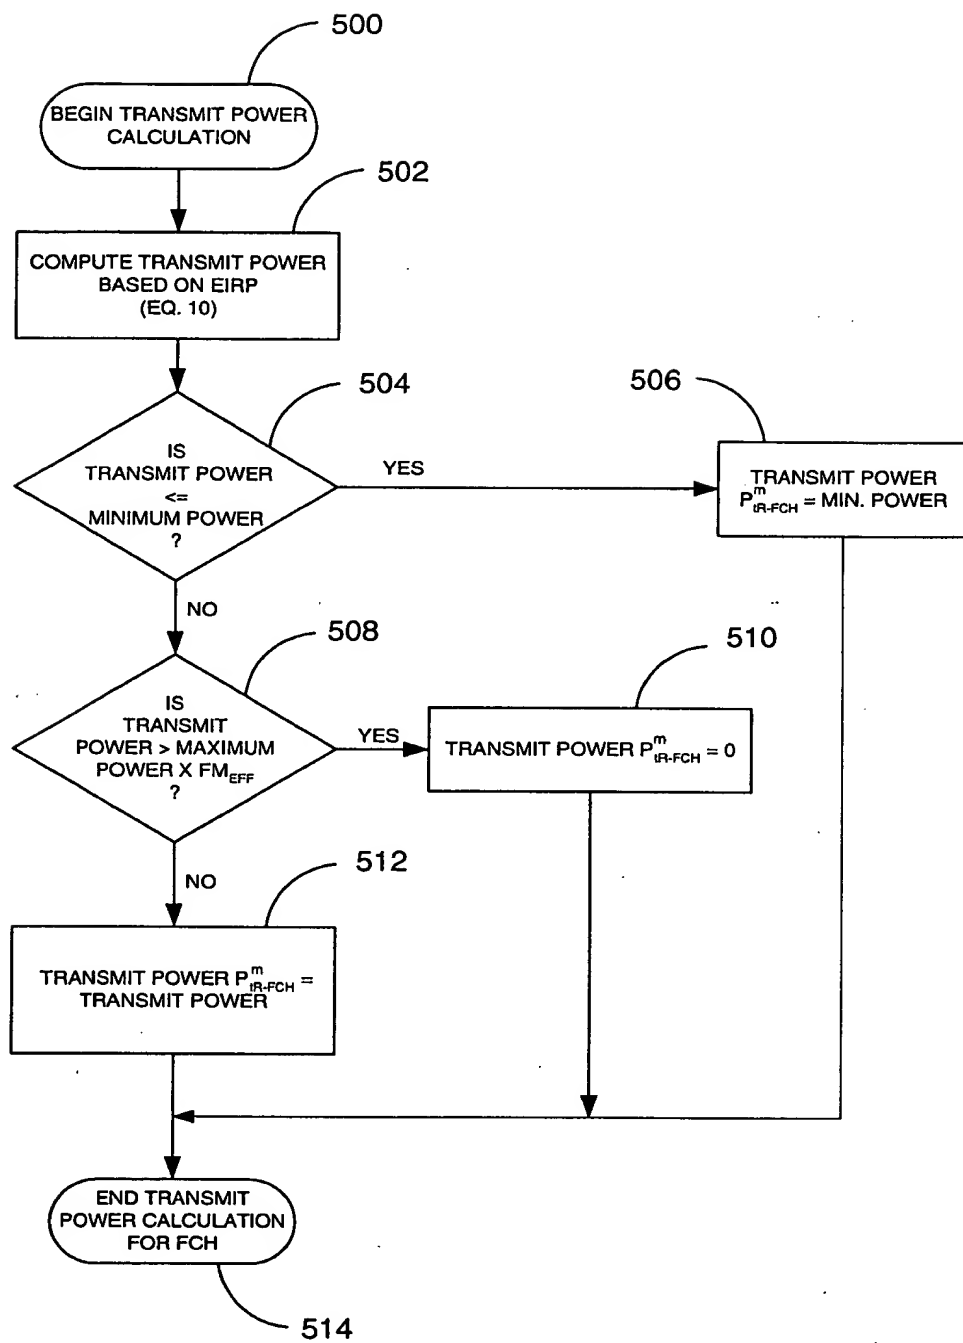 500
BEGIN TRANSMIT POWER
CALCULATION
502
COMPUTE TRANSMIT POWER
BASED ON EIRP
(EQ. 10)
504
IS
TRANSMIT POWER
<=
MINIMUM POWER
?
YES
506
TRANSMIT POWER
P^m_tR-FCH = MIN. POWER
NO
508
IS
TRANSMIT
POWER > MAXIMUM
POWER X FM_EFF
?
YES
510
TRANSMIT POWER P^m_tR-FCH = 0
NO
512
TRANSMIT POWER P^m_tR-FCH =
TRANSMIT POWER
END TRANSMIT
POWER CALCULATION
FOR FCH
514